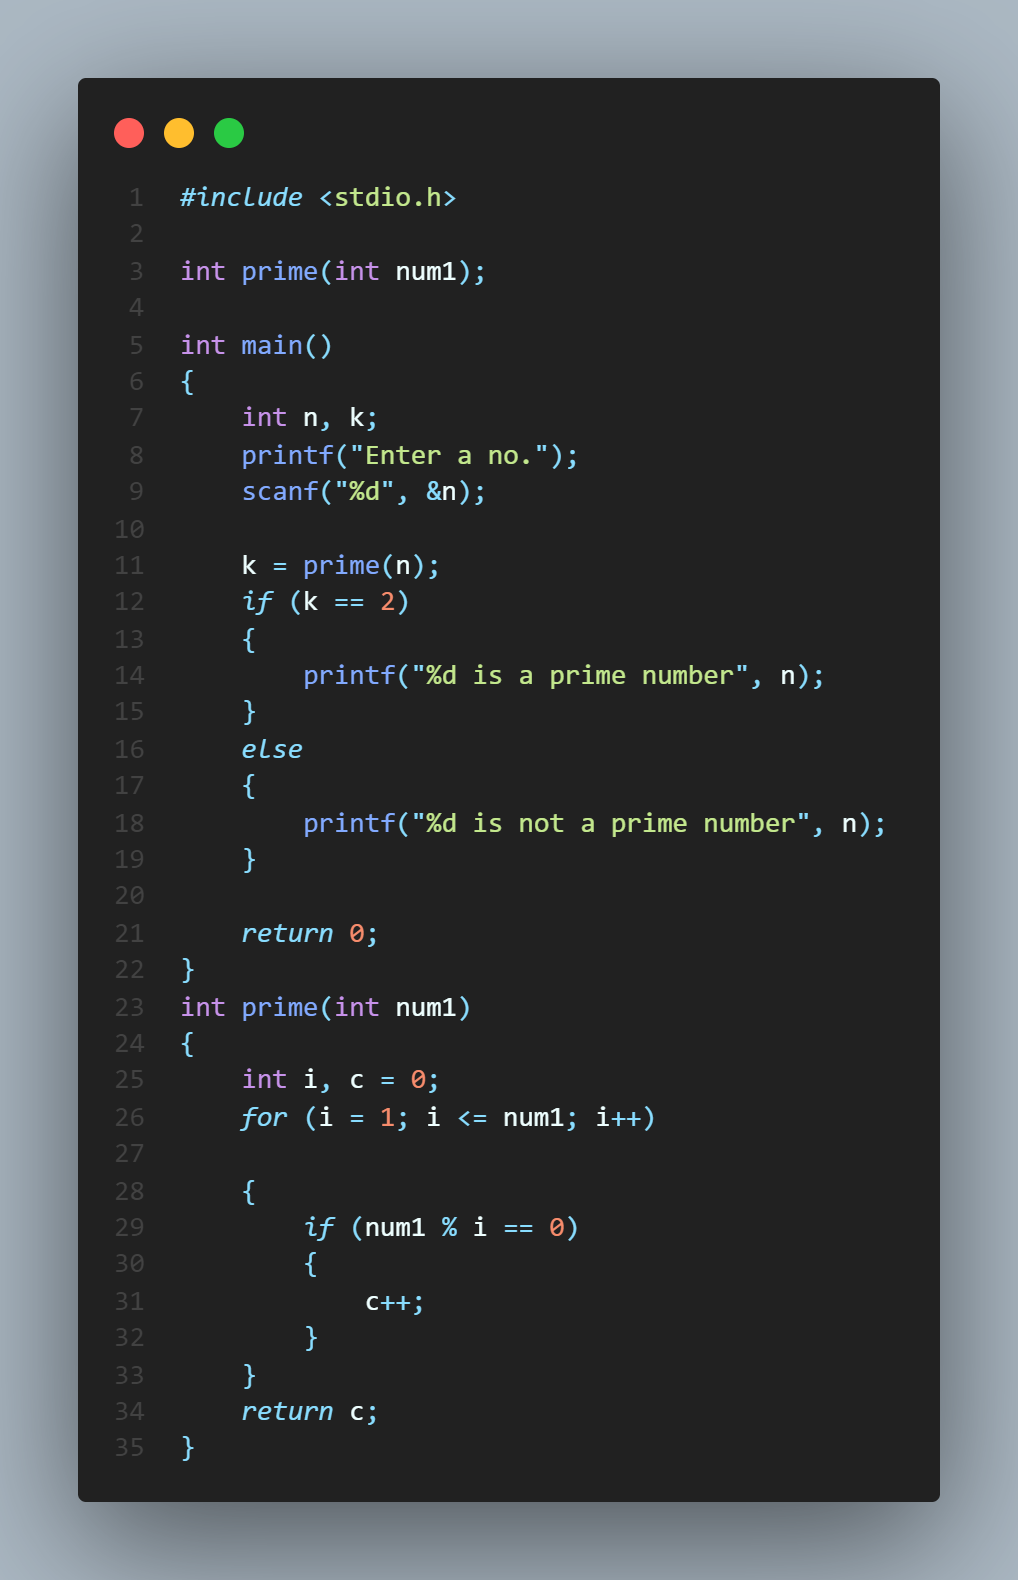 1 #include <stdio.h>
2
3 int prime(int num1);
4
5 int main()
6 {
7     int n, k;
8     printf("Enter a no.");
9     scanf("%d", &n);
10
11     k = prime(n);
12     if (k == 2)
13     {
14         printf("%d is a prime number", n);
15     }
16     else
17     {
18         printf("%d is not a prime number", n);
19     }
20
21     return 0;
22 }
23 int prime(int num1)
24 {
25     int i, c = 0;
26     for (i = 1; i <= num1; i++)
27
28     {
29         if (num1 % i == 0)
30         {
31             c++;
32         }
33     }
34     return c;
35 }